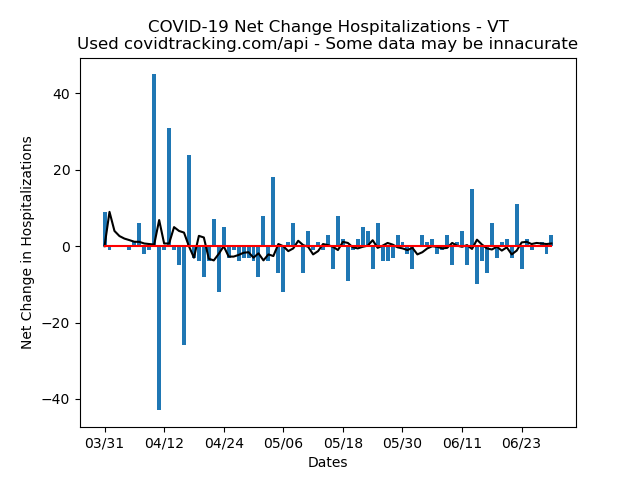 COVID-19 Net Change Hospitalizations - VT
Used covidtracking.com/api - Some data may be innacurate
Net Change in Hospitalizations
40
20
0
−20
−40
03/31 04/12 04/24 05/06 05/18 05/30 06/11 06/23
Dates